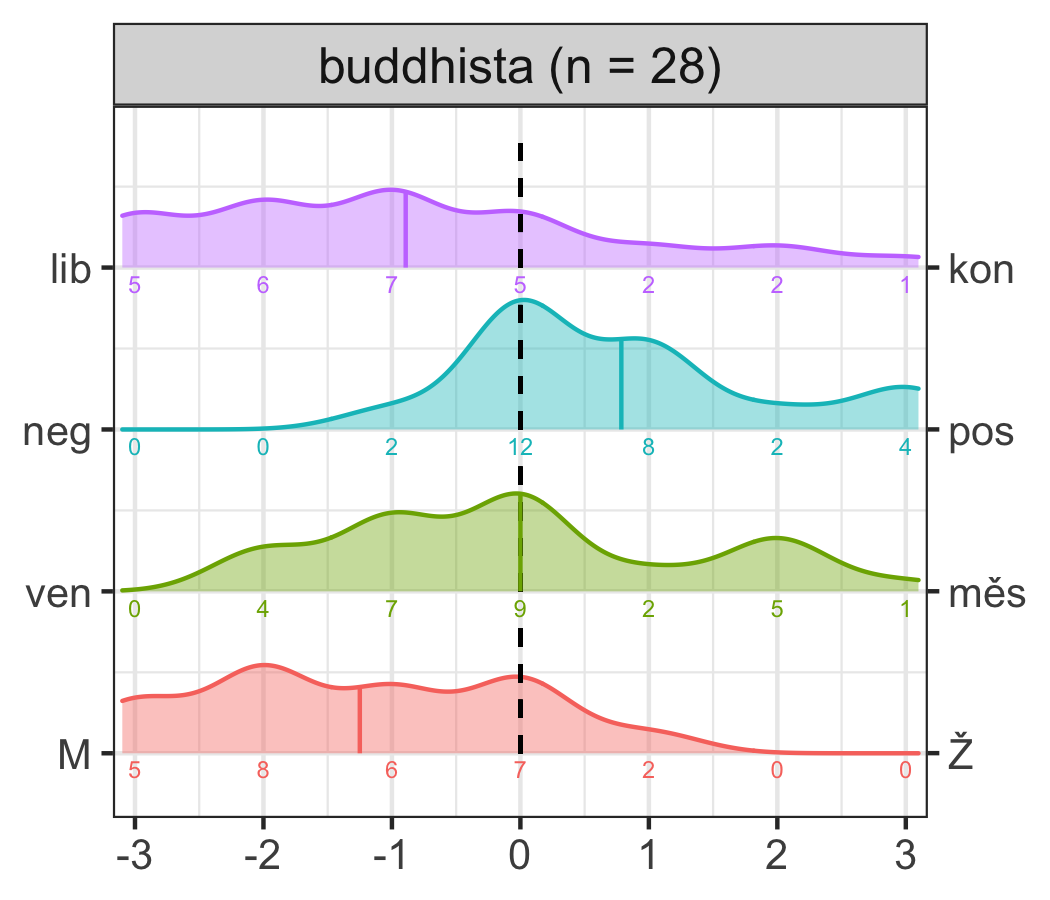 buddhista (n = 28)
lib kon
5 6 7 5 2 2 1
neg pos
0 0 2 12 8 2 4
ven měs
0 4 7 9 2 5 1
M Ž
5 8 6 7 2 0 0
-3 -2 -1 0 1 2 3